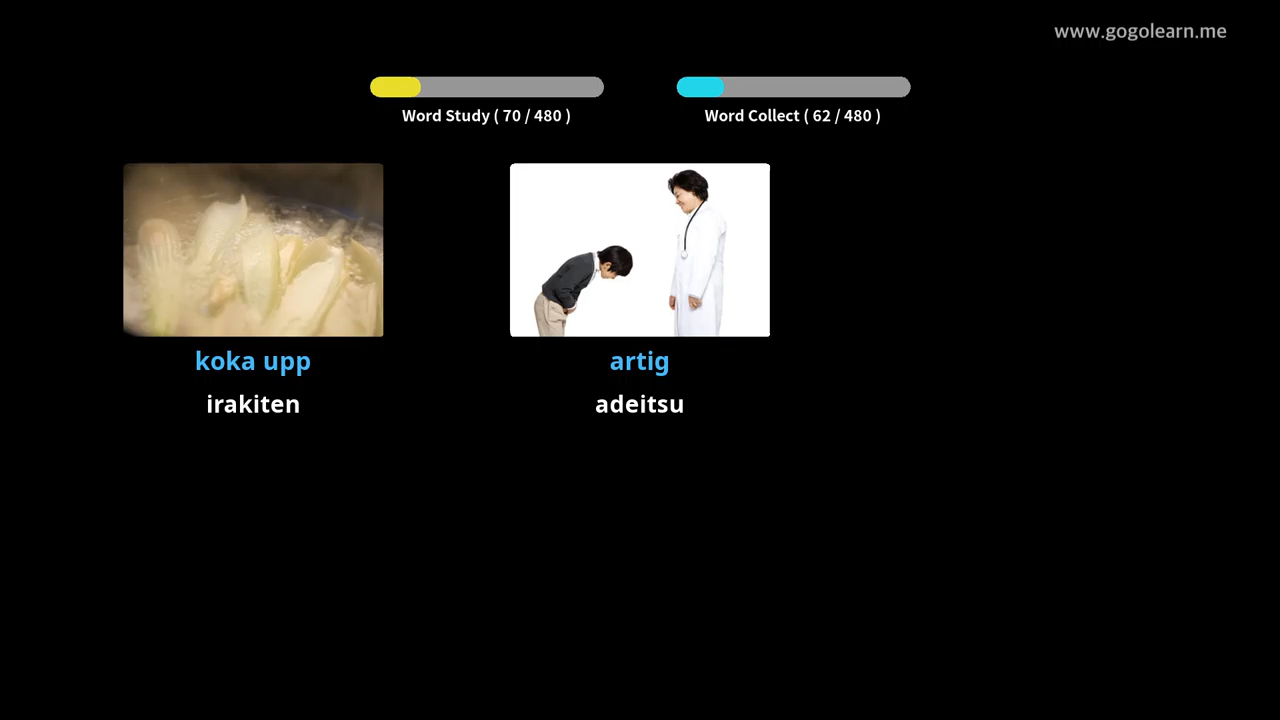 www.gogolearn.me
Word Study ( 70 / 480 )
Word Collect ( 62 / 480 )
koka upp
irakiten
artig
adeitsu